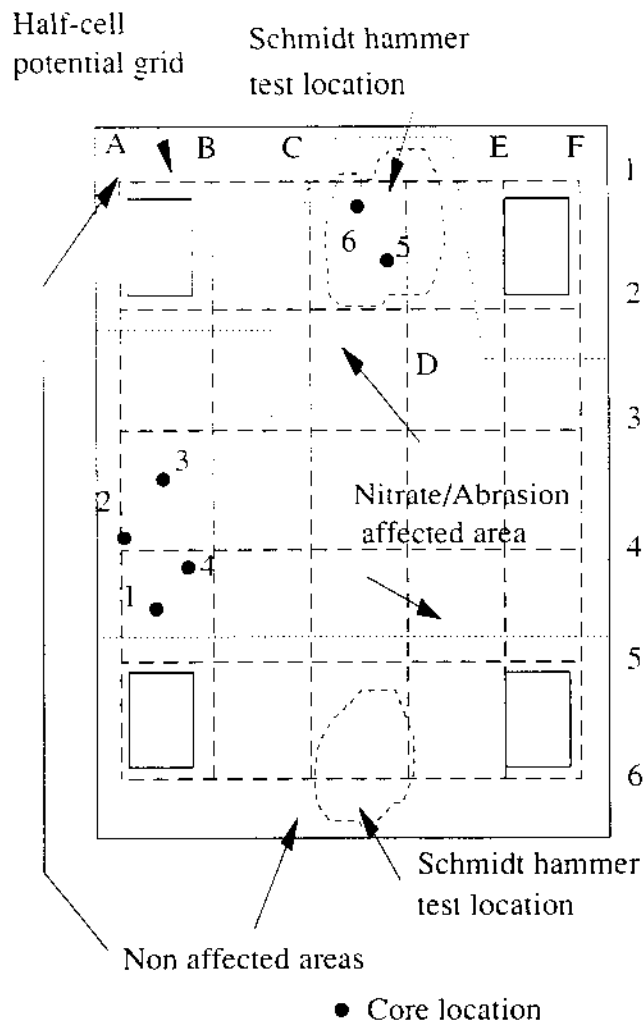 Half-cell
potential grid
Schmidt hammer
test location
A B C E F
1
6 5
2
D
3
3
2
Nitrate/Abrasion
affected area
4
4
1
5
6
Schmidt hammer
test location
Non affected areas
Core location